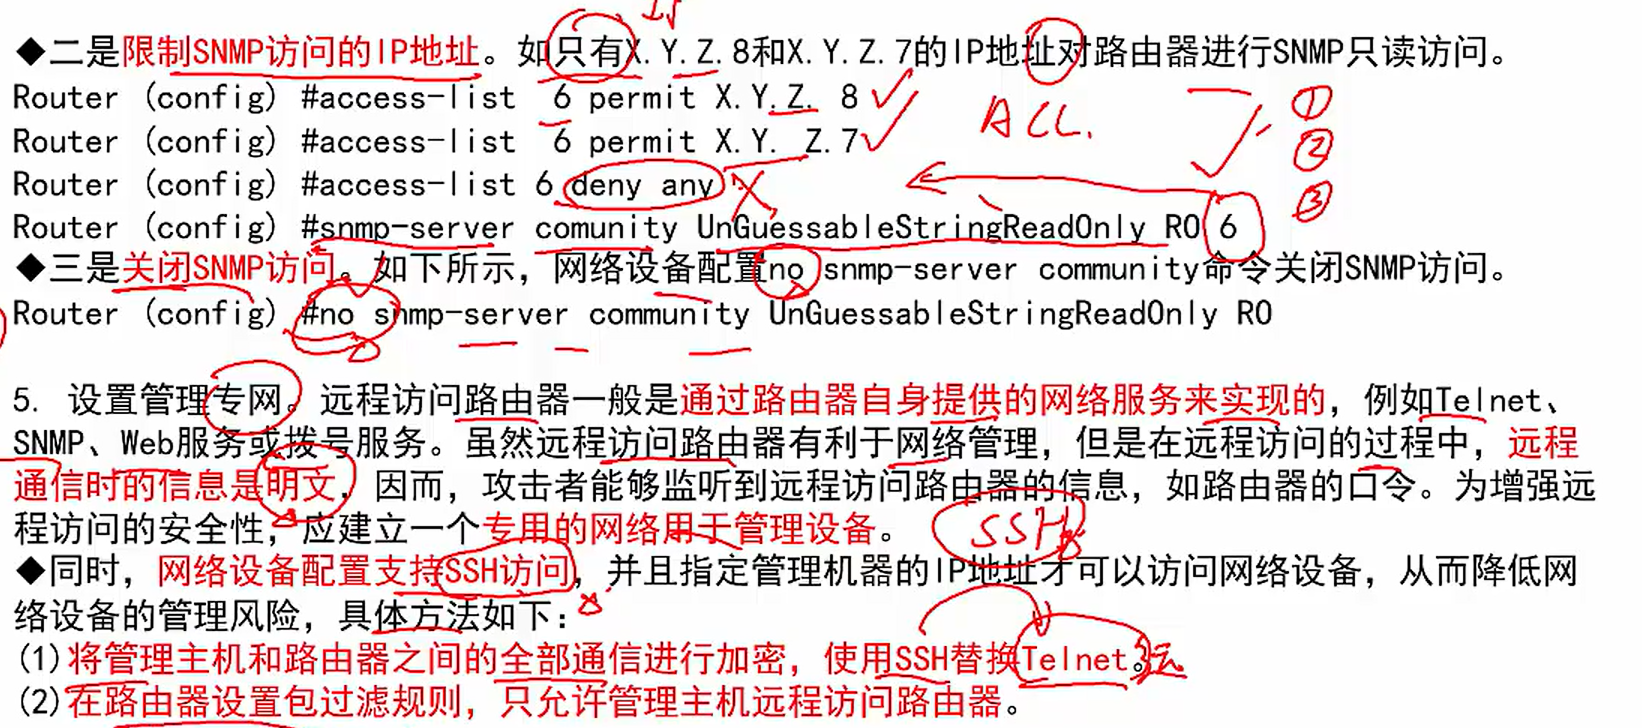 ◆二是限制SNMP访问的IP地址。如只有X.Y.Z.8和X.Y.Z.7的IP地址对路由器进行SNMP只读访问。
Router (config) #access-list 6 permit X.Y.Z. 8
Router (config) #access-list 6 permit X.Y. Z.7
ACL.
①
②
③
Router (config) #access-list 6 deny any
Router (config) #snmp-server comunity UnGuessableStringReadOnly RO 6
◆三是关闭SNMP访问。如下所示，网络设备配置no snmp-server community命令关闭SNMP访问。
Router (config) #no snmp-server community UnGuessableStringReadOnly RO
5. 设置管理专网。远程访问路由器一般是通过路由器自身提供的网络服务来实现的，例如Telnet、
SNMP、Web服务或拨号服务。虽然远程访问路由器有利于网络管理，但是在远程访问的过程中，远程
通信时的信息是明文，因而，攻击者能够监听到远程访问路由器的信息，如路由器的口令。为增强远
程访问的安全性，应建立一个专用的网络用于管理设备。
SSH
◆同时，网络设备配置支持SSH访问，并且指定管理机器的IP地址才可以访问网络设备，从而降低网
络设备的管理风险，具体方法如下：
(1)将管理主机和路由器之间的全部通信进行加密，使用SSH替换Telnet。
(2)在路由器设置包过滤规则，只允许管理主机远程访问路由器。